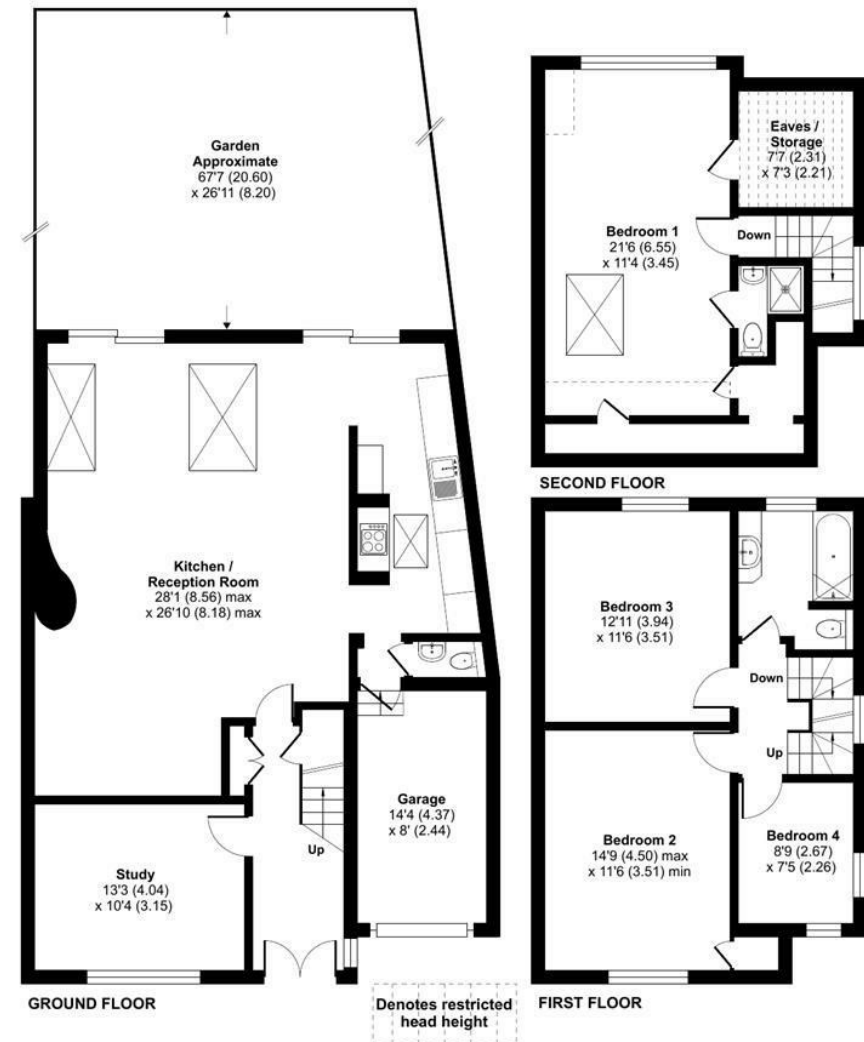 Garden
Approximate
67'7 (20.60)
x 26'11 (8.20)
Kitchen /
Reception Room
28'1 (8.56) max
x 26'10 (8.18) max
Study
13'3 (4.04)
x 10'4 (3.15)
Up
Garage
14'4 (4.37)
x 8' (2.44)
GROUND FLOOR
Denotes restricted
head height
Bedroom 1
21'6 (6.55)
x 11'4 (3.45)
Eaves /
Storage
7'7 (2.31)
x 7'3 (2.21)
Down
SECOND FLOOR
Bedroom 3
12'11 (3.94)
x 11'6 (3.51)
Down
Up
Bedroom 2
14'9 (4.50) max
x 11'6 (3.51) min
Bedroom 4
8'9 (2.67)
x 7'5 (2.26)
FIRST FLOOR